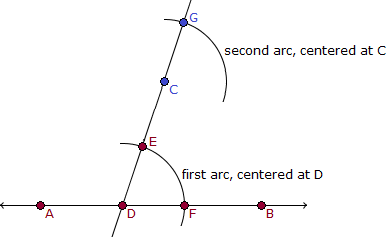 G
second arc, centered at C
C
E
first arc, centered at D
A
D
F
B